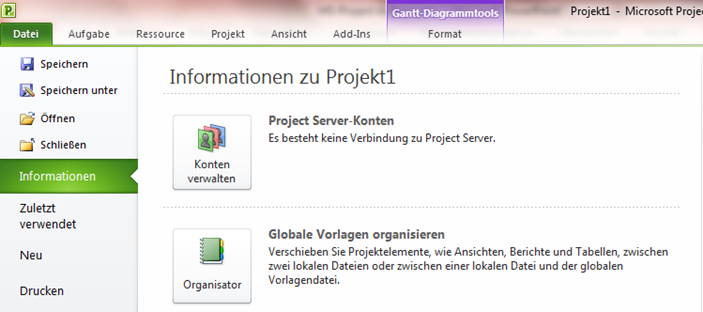 Gantt-Diagrammtools
Projekt1 - Microsoft Proje
Datei Aufgabe Ressource Projekt Ansicht Add-Ins Format
Speichern
Speichern unter
Öffnen
Schließen
Informationen
Zuletzt
verwendet
Neu
Drucken
Informationen zu Projekt1
Konten
verwalten
Project Server-Konten
Es besteht keine Verbindung zu Project Server.
Organisator
Globale Vorlagen organisieren
Verschieben Sie Projektelemente, wie Ansichten, Berichte und Tabellen, zwischen
zwei lokalen Dateien oder zwischen einer lokalen Datei und der globalen
Vorlagendatei.